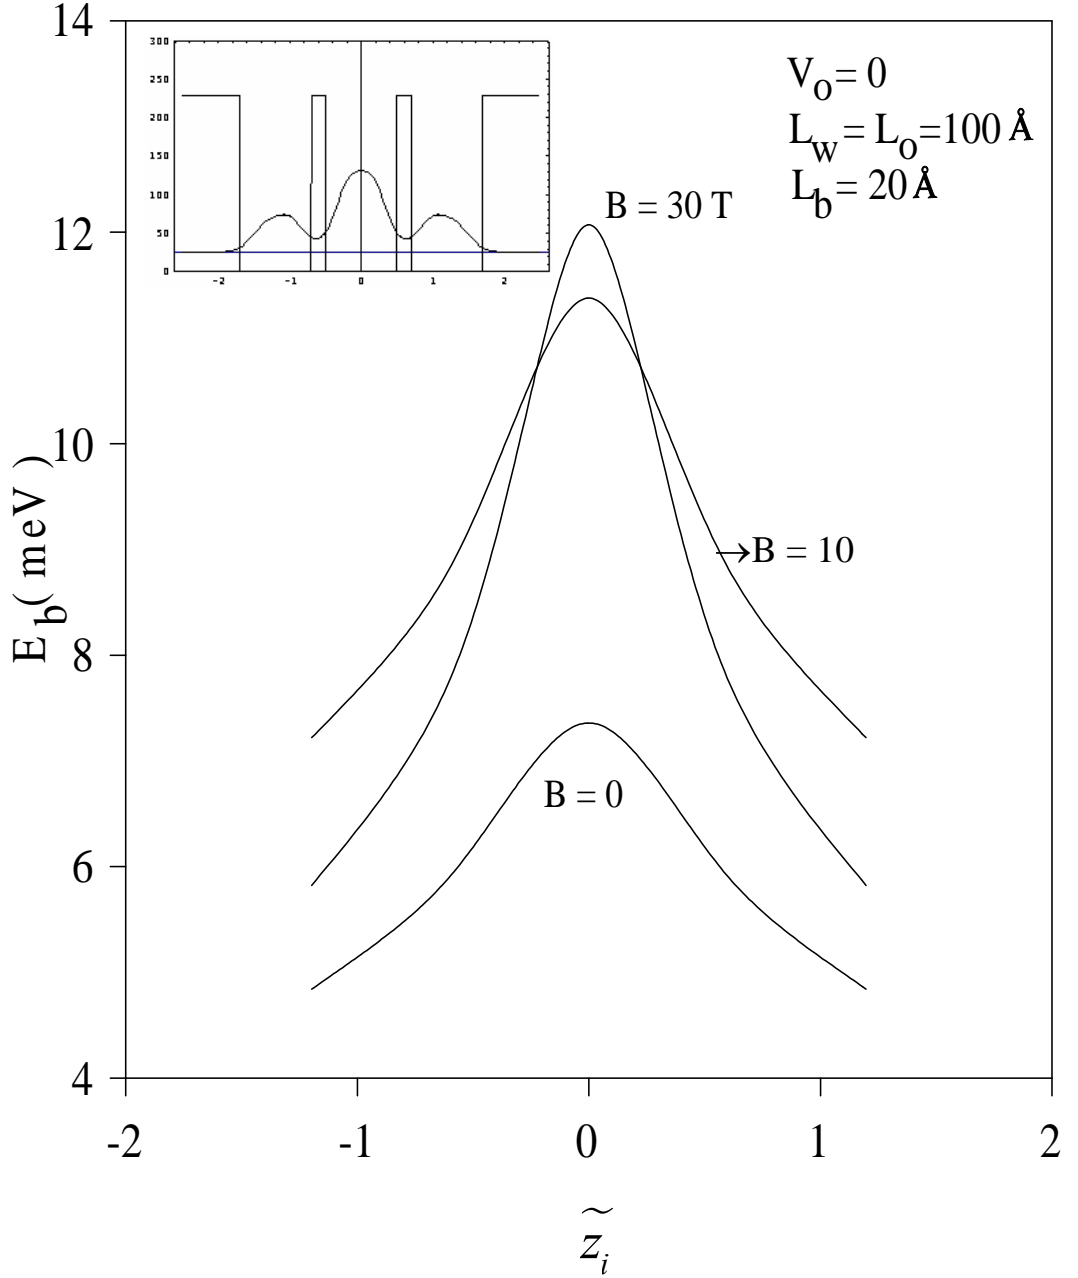 14
12
10
8
6
4
E_b( meV )
300
250
200
150
100
50
0
-2 -1 0 1 2
V_o= 0
L_w = L_o=100 Å
L_b= 20 Å
B = 30 T
→B = 10
B = 0
-2 -1 0 1 2
z̃_i